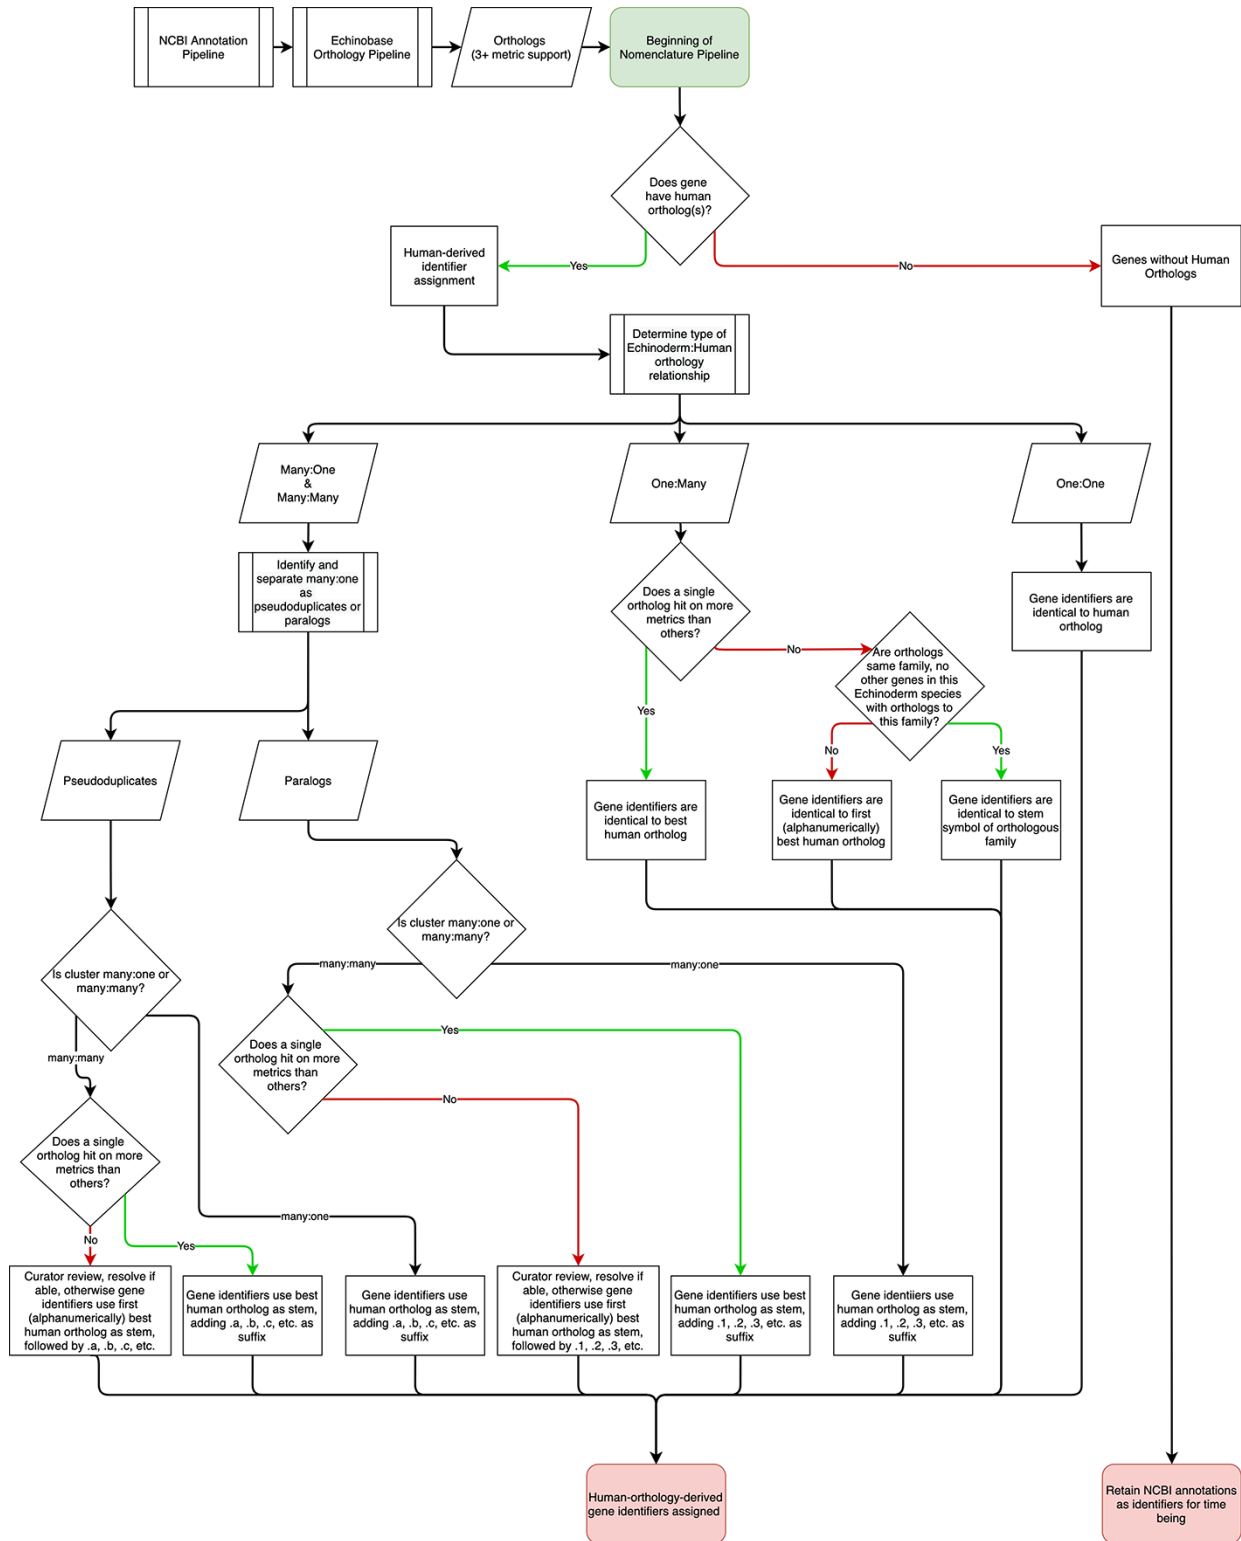 NCBI Annotation
Pipeline
Echinobase
Orthology Pipeline
Orthologs
(3+ metric support)
Beginning of
Nomenclature Pipeline
Does gene
have human
ortholog(s)?
Yes
No
Human-derived
identifier
assignment
Genes without Human
Orthologs
Determine type of
Echinoderm:Human
orthology
relationship
Many:One
&
Many:Many
One:Many
One:One
Identify and
separate many:one
as
pseudoduplicates or
paralogs
Does a single
ortholog hit on more
metrics than
others?
No
Yes
Are orthologs
same family, no
other genes in this
Echinoderm species
with orthologs to
this family?
No
Yes
Gene identifiers are
identical to human
ortholog
Pseudoduplicates
Paralogs
Gene identifiers are
identical to best
human ortholog
Gene identifiers are
identical to first
(alphanumerically)
best human ortholog
Gene identifiers are
identical to stem
symbol of orthologous
family
Is cluster many:one or
many:many?
many:many
many:one
Is cluster many:one or
many:many?
many:many
many:one
Does a single
ortholog hit on more
metrics than
others?
Yes
No
Does a single
ortholog hit on more
metrics than
others?
No
Yes
Curator review, resolve if
able, otherwise gene
identifiers use first
(alphanumerically) best
human ortholog as stem,
followed by .a, .b, .c, etc.
Gene identifiers use best
human ortholog as stem,
adding .a, .b, .c, etc. as
suffix
Gene identifiers use
human ortholog as stem,
adding .a, .b, .c, etc. as
suffix
Curator review, resolve if
able, otherwise gene
identifiers use first
(alphanumerically) best
human ortholog as stem,
followed by .1, .2, .3, etc.
Gene identifiers use best
human ortholog as stem,
adding .1, .2, .3, etc. as
suffix
Gene identiiers use
human ortholog as stem,
adding .1, .2, .3, etc. as
suffix
Human-orthology-derived
gene identifiers assigned
Retain NCBI annotations
as identifiers for time
being